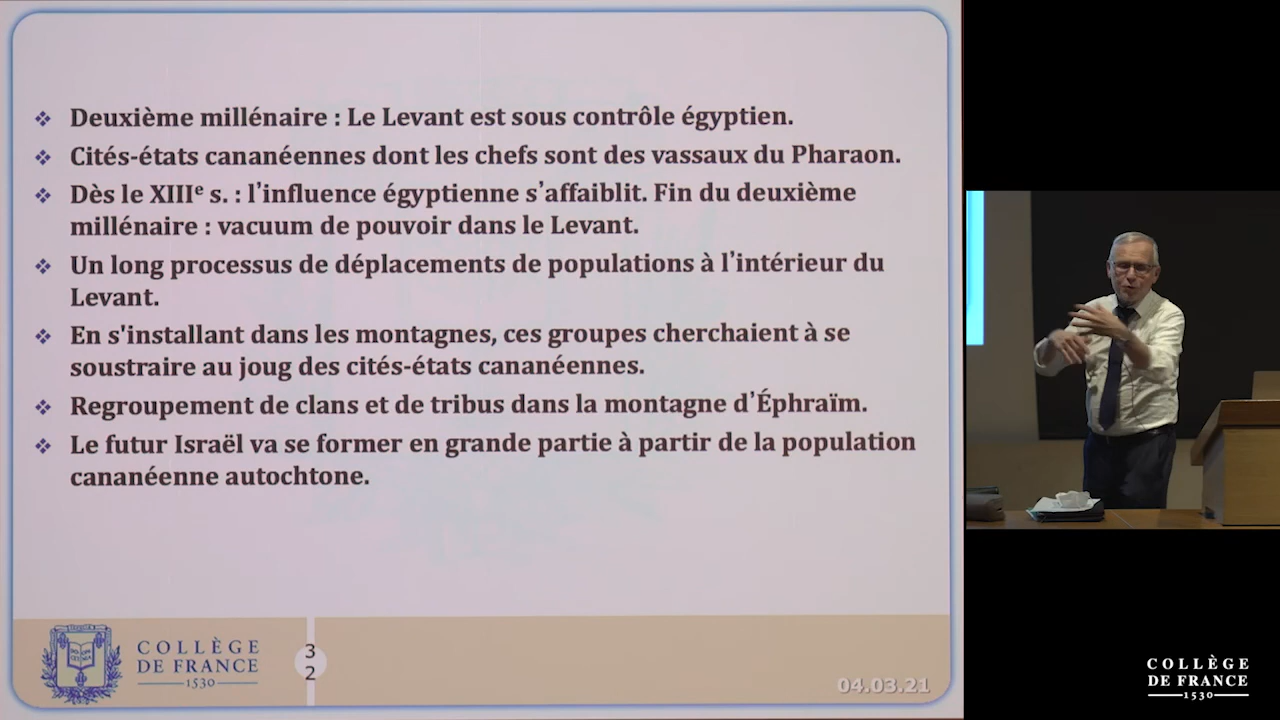 Deuxième millénaire : Le Levant est sous contrôle égyptien.
Cités-états cananéennes dont les chefs sont des vassaux du Pharaon.
Dès le XIIIe s. : l’influence égyptienne s’affaiblit. Fin du deuxième
millénaire : vacuum de pouvoir dans le Levant.
Un long processus de déplacements de populations à l’intérieur du
Levant.
En s'installant dans les montagnes, ces groupes cherchaient à se
soustraire au joug des cités-états cananéennes.
Regroupement de clans et de tribus dans la montagne d’Éphraïm.
Le futur Israël va se former en grande partie à partir de la population
cananéenne autochtone.
COLLÈGE
DE FRANCE
1530
3
2
04.03.21
COLLÈGE
DE FRANCE
1530